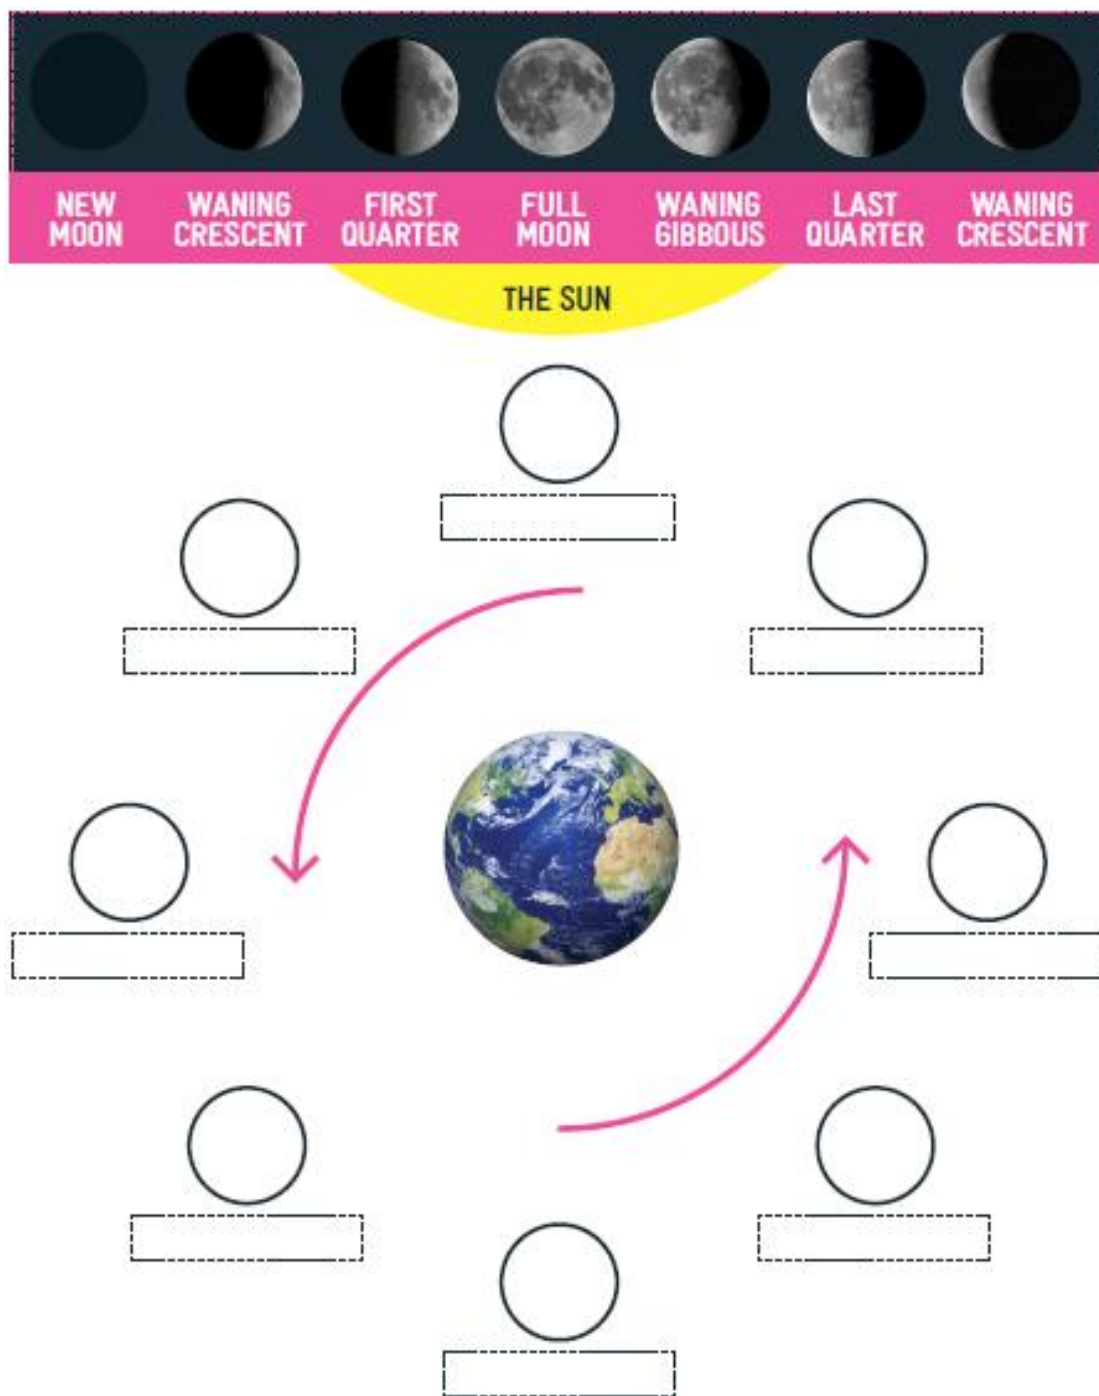 NEW
MOON
WANING
CRESCENT
FIRST
QUARTER
FULL
MOON
WANING
GIBBOUS
LAST
QUARTER
WANING
CRESCENT
THE SUN